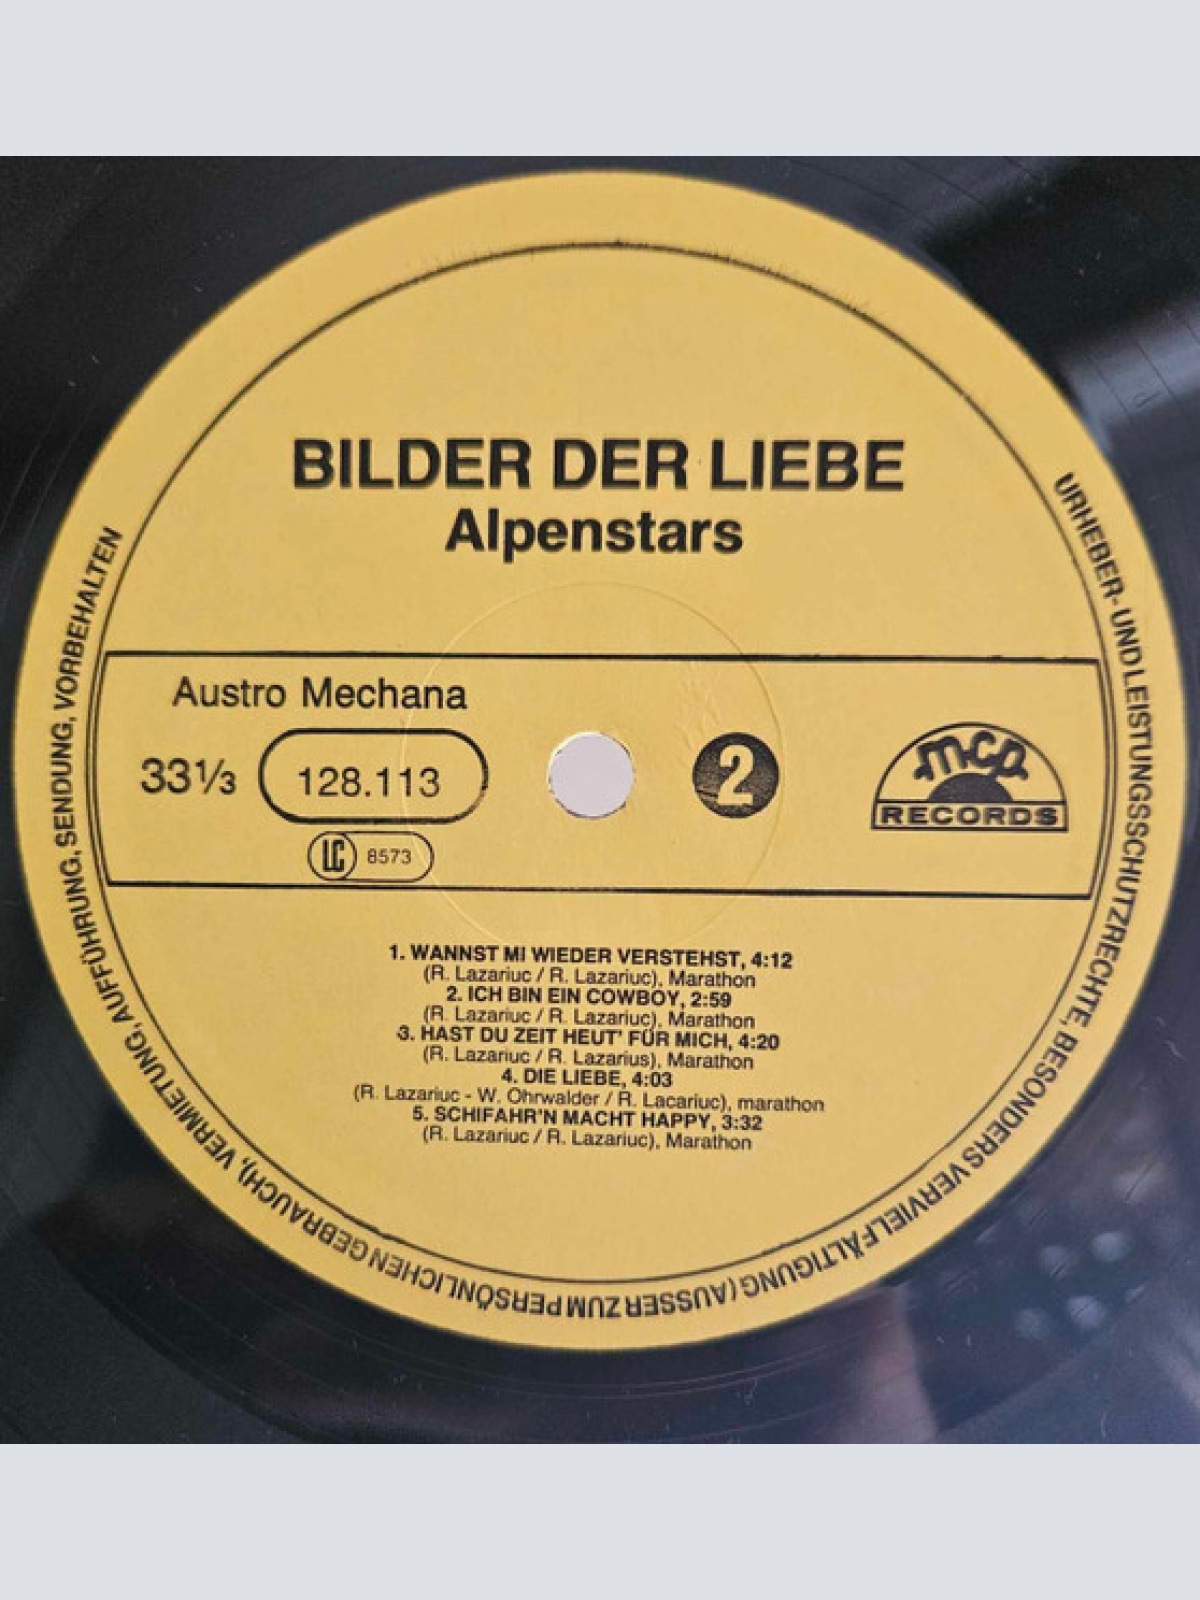 BILDER DER LIEBE
Alpenstars
Austro Mechana
33⅓
128.113
LC 8573
2
mcp
RECORDS
1. WANNST MI WIEDER VERSTEHST, 4:12
(R. Lazariuc / R. Lazariuc), Marathon
2. ICH BIN EIN COWBOY, 2:59
(R. Lazariuc / R. Lazariuc), Marathon
3. HAST DU ZEIT HEUT' FÜR MICH, 4:20
(R. Lazariuc / R. Lazarius), Marathon
4. DIE LIEBE, 4:03
(R. Lazariuc - W. Ohrwalder / R. Lacariuc), marathon
5. SCHIFAHR'N MACHT HAPPY, 3:32
(R. Lazariuc / R. Lazariuc), Marathon
URHEBER- UND LEISTUNGSSCHUTZRECHTE, BESONDERS VERVIELFÄLTIGUNG (AUSSER ZUM PERSÖNLICHEN GEBRAUCH), VERMIETUNG, AUFFÜHRUNG, SENDUNG, VORBEHALTEN